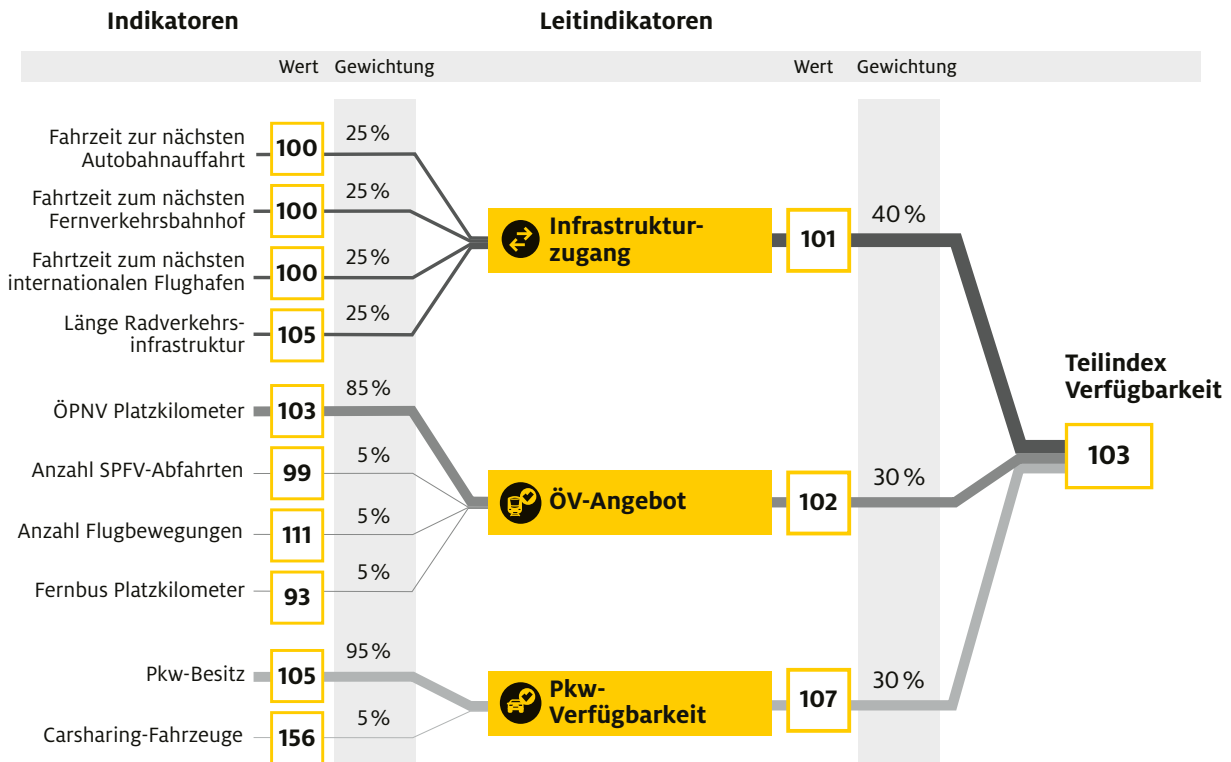 Indikatoren
Leitindikatoren
Wert Gewichtung
Wert Gewichtung
Fahrzeit zur nächsten
Autobahnauffahrt
100
25 %
Fahrtzeit zum nächsten
Fernverkehrsbahnhof
100
25 %
Fahrtzeit zum nächsten
internationalen Flughafen
100
25 %
Länge Radverkehrs-
infrastruktur
105
25 %
Infrastruktur-
zugang
101
40 %
ÖPNV Platzkilometer
103
85 %
Anzahl SPFV-Abfahrten
99
5 %
Anzahl Flugbewegungen
111
5 %
Fernbus Platzkilometer
93
5 %
ÖV-Angebot
102
30 %
Pkw-Besitz
105
95 %
Carsharing-Fahrzeuge
156
5 %
Pkw-
Verfügbarkeit
107
30 %
Teilindex
Verfügbarkeit
103